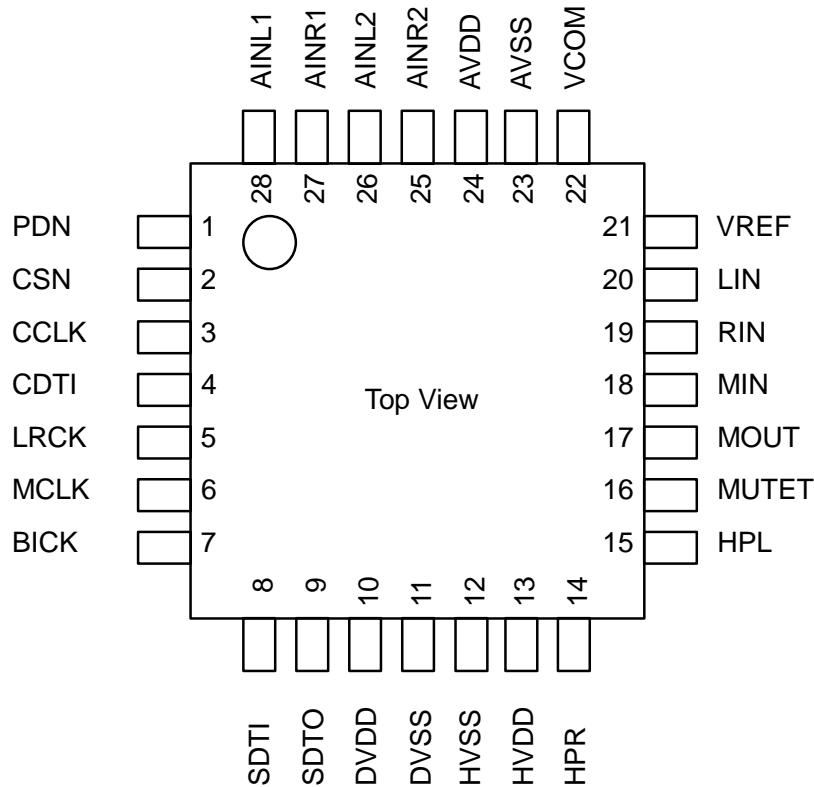 AINL1 AINR1 AINL2 AINR2 AVDD AVSS VCOM
28 27 26 25 24 23 22
PDN 1 21 VREF
CSN 2 20 LIN
CCLK 3 19 RIN
CDTI 4 18 MIN
Top View
LRCK 5 17 MOUT
MCLK 6 16 MUTET
BICK 7 15 HPL
8 9 10 11 12 13 14
SDTI SDTO DVDD DVSS HVSS HVDD HPR